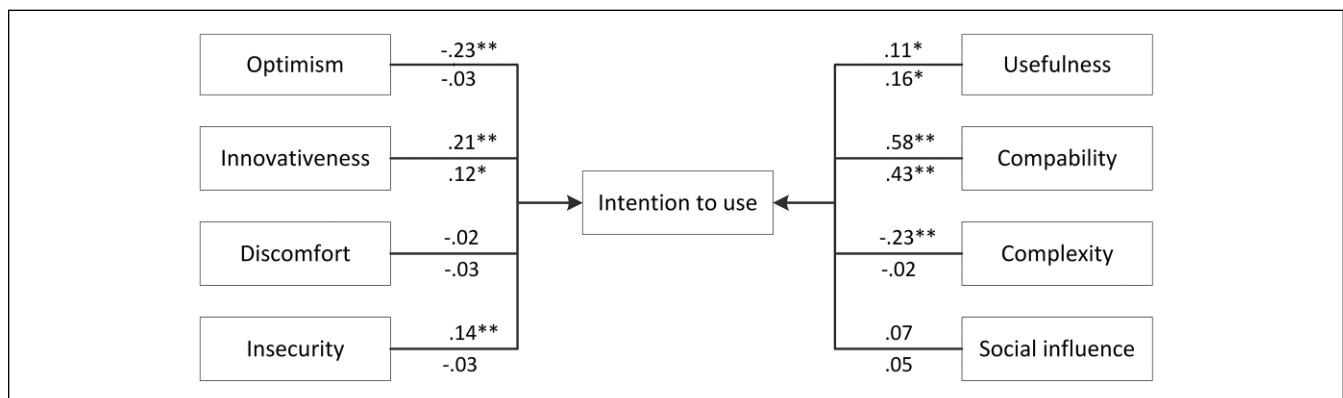 Optimism
-.23**
-.03
Innovativeness
.21**
.12*
Discomfort
-.02
-.03
Insecurity
.14**
-.03
Intention to use
.11*
.16*
Usefulness
.58**
.43**
Compability
-.23**
-.02
Complexity
.07
.05
Social influence